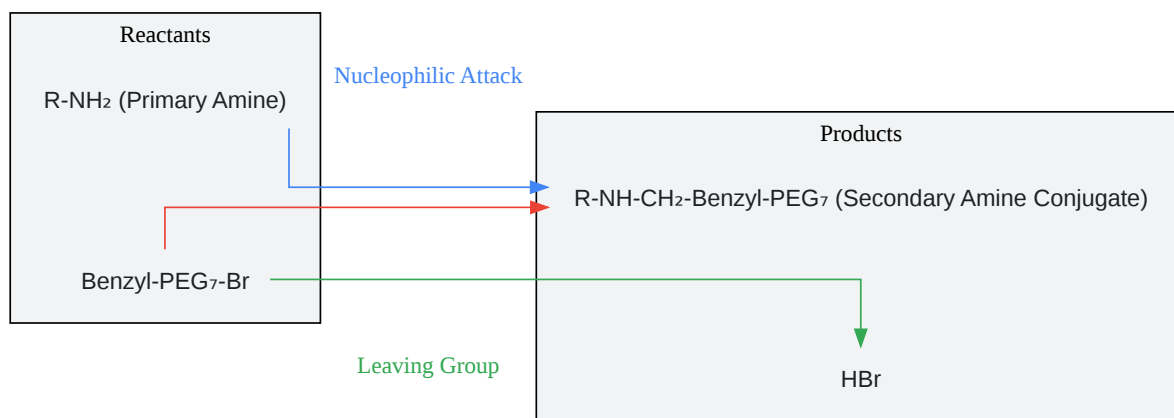 Reactants
R-NH₂ (Primary Amine)
Nucleophilic Attack
Products
R-NH-CH₂-Benzyl-PEG₇ (Secondary Amine Conjugate)
Benzyl-PEG₇-Br
Leaving Group
HBr